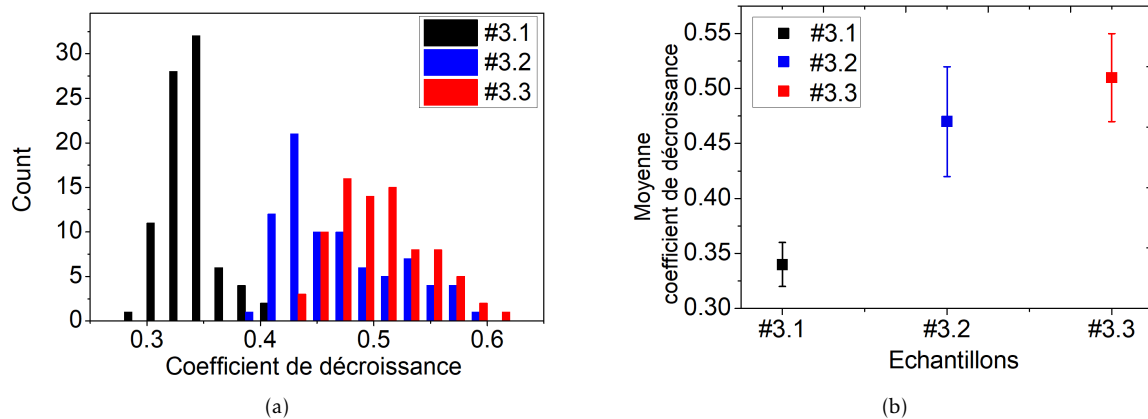 #3.1
#3.2
#3.3
30
25
20
15
10
5
0
Count
0.3 0.4 0.5 0.6
Coefficient de décroissance
(a)
#3.1
#3.2
#3.3
0.55
0.50
0.45
0.40
0.35
0.30
Moyenne
coefficient de décroissance
#3.1 #3.2 #3.3
Echantillons
(b)